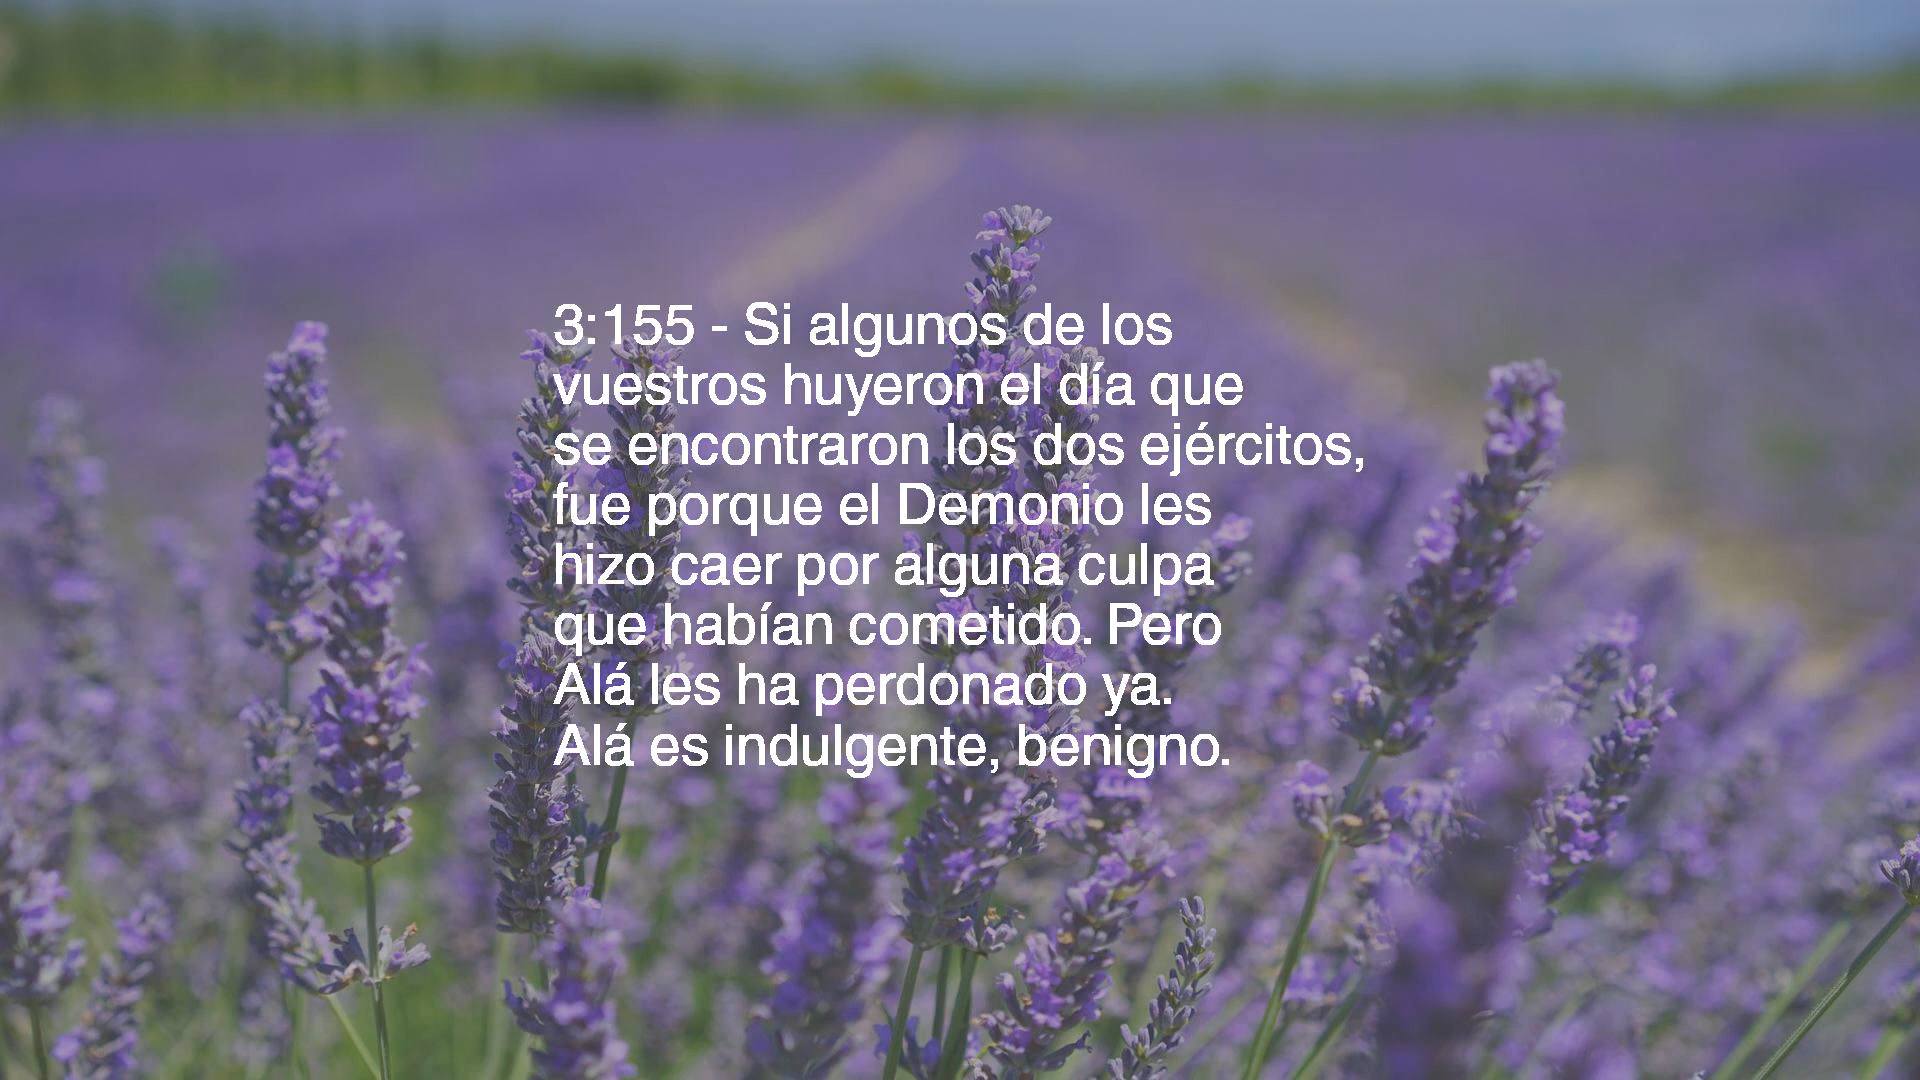 3:155 - Si algunos de los
vuestros huyeron el día que
se encontraron los dos ejércitos,
fue porque el Demonio les
hizo caer por alguna culpa
que habían cometido. Pero
Alá les ha perdonado ya.
Alá es indulgente, benigno.